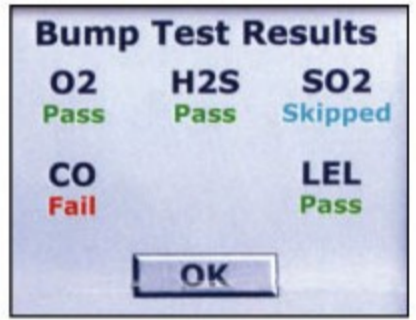 Bump Test Results
O2 H2S SO2
Pass Pass Skipped
CO LEL
Fail Pass
OK